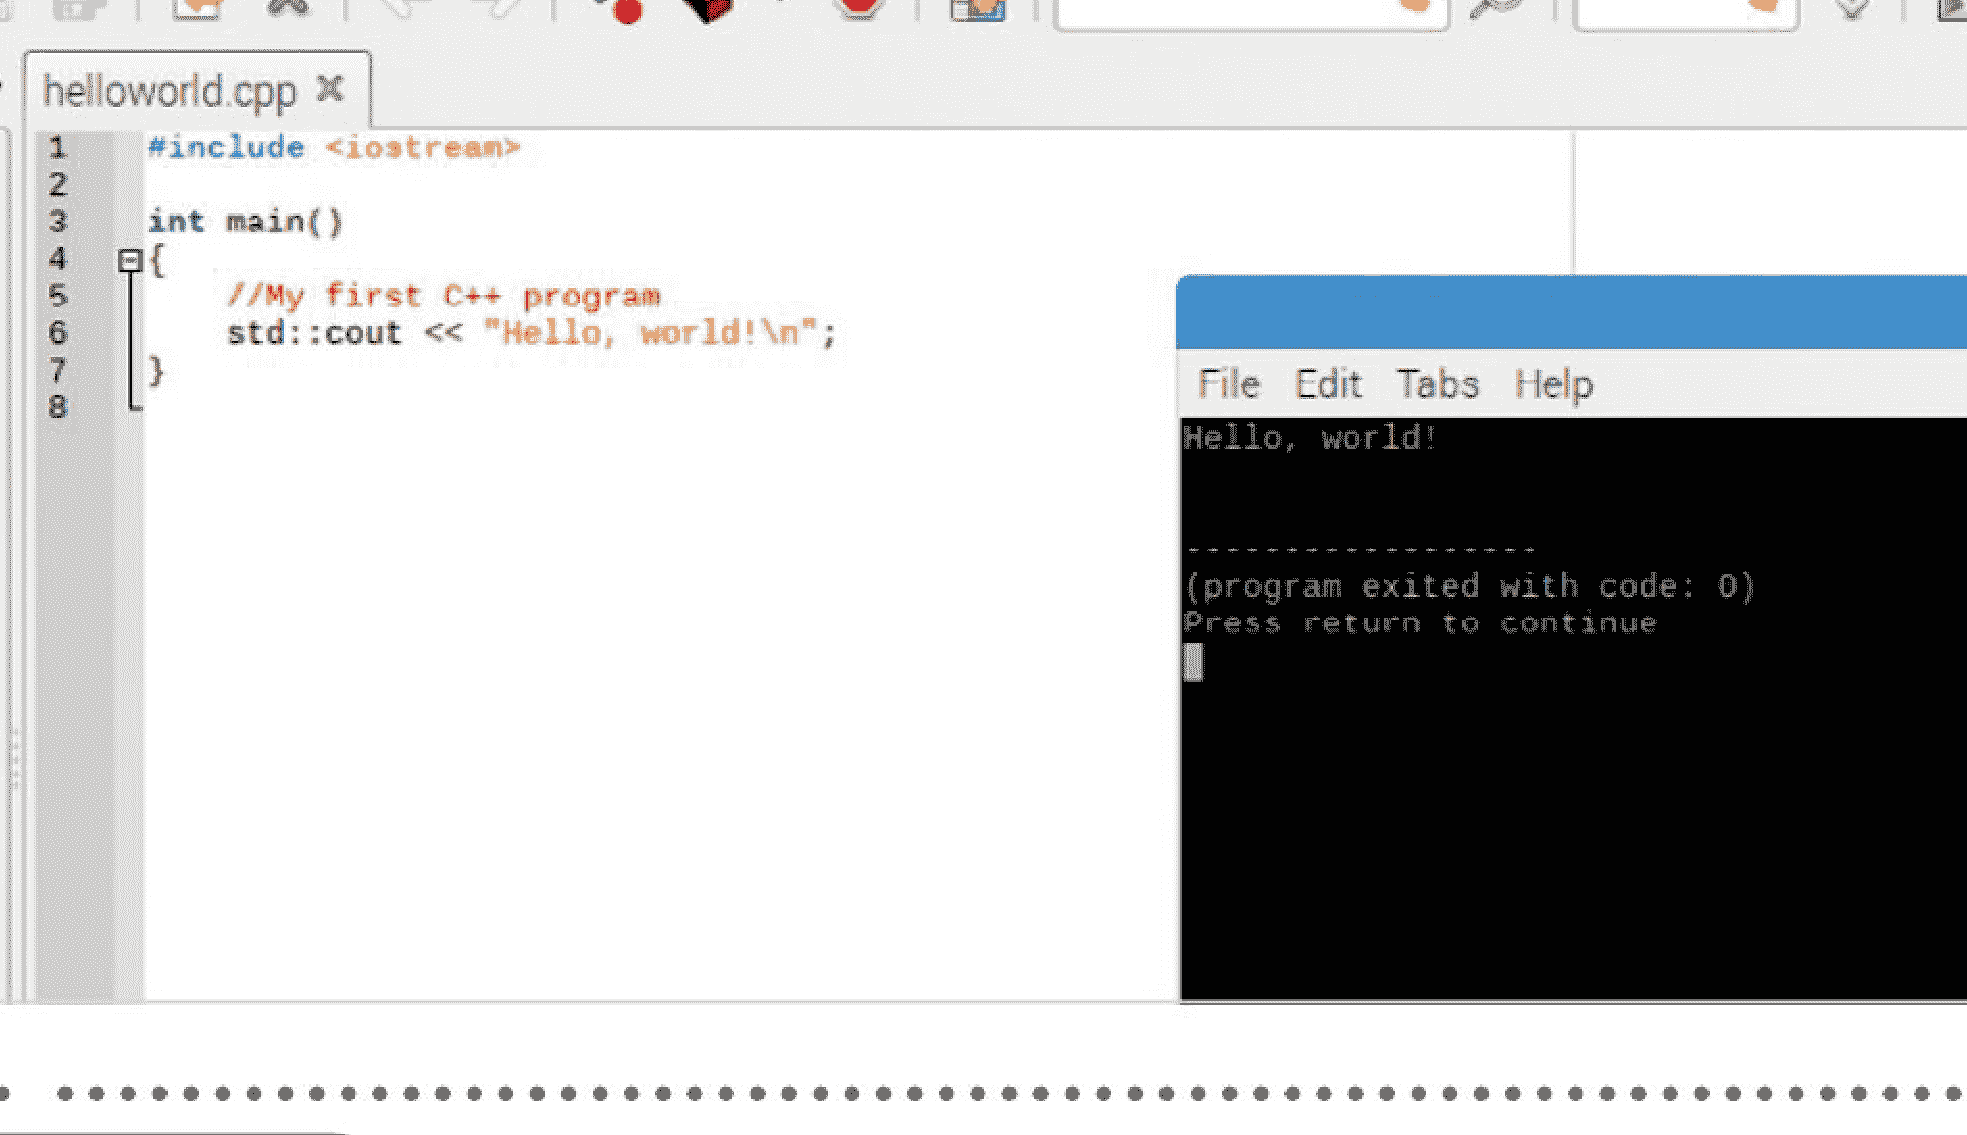 helloworld.cpp
1 #include <iostream>
2
3 int main()
4 {
5 //My first C++ program
6 std::cout << "Hello, world!\n";
7 }
8
File Edit Tabs Help
Hello, world!
------------------
(program exited with code: 0)
Press return to continue